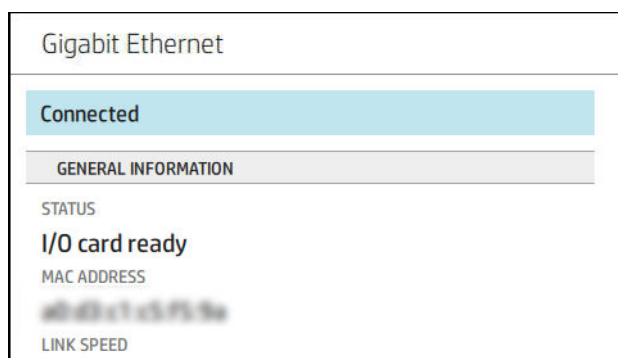 Gigabit Ethernet
Connected
GENERAL INFORMATION
STATUS
I/O card ready
MAC ADDRESS
LINK SPEED